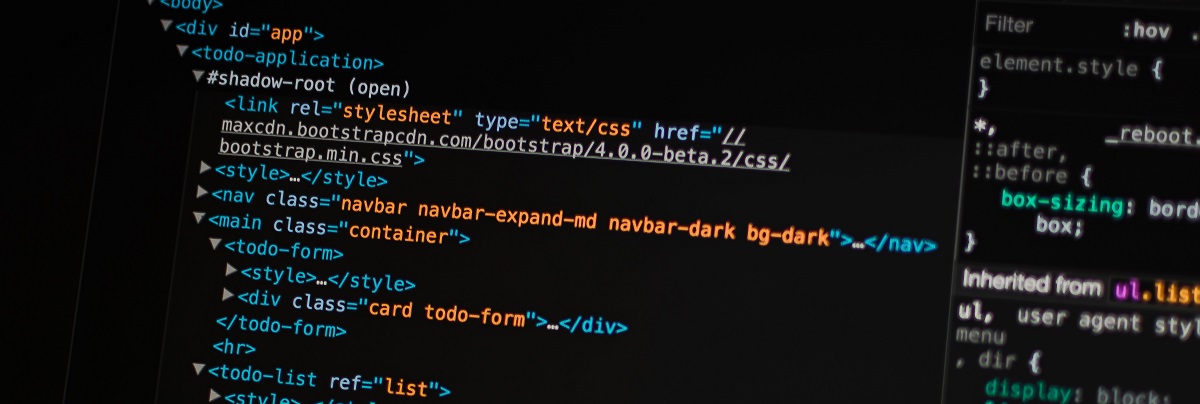 <body>
<div id="app">
<todo-application>
#shadow-root (open)
<link rel="stylesheet" type="text/css" href="//
maxcdn.bootstrapcdn.com/bootstrap/4.0.0-beta.2/css/
bootstrap.min.css">
<style>…</style>
<nav class="navbar navbar-expand-md navbar-dark bg-dark">…</nav>
<main class="container">
<todo-form>
<style>…</style>
<div class="card todo-form">…</div>
</todo-form>
<hr>
<todo-list ref="list">
<style>…</style>
Filter :hov .
element.style {
}
*, _reboot.
::after,
::before {
box-sizing: bord
box;
}
Inherited from ul.list
ul, user agent styl
menu
, dir {
display: block;